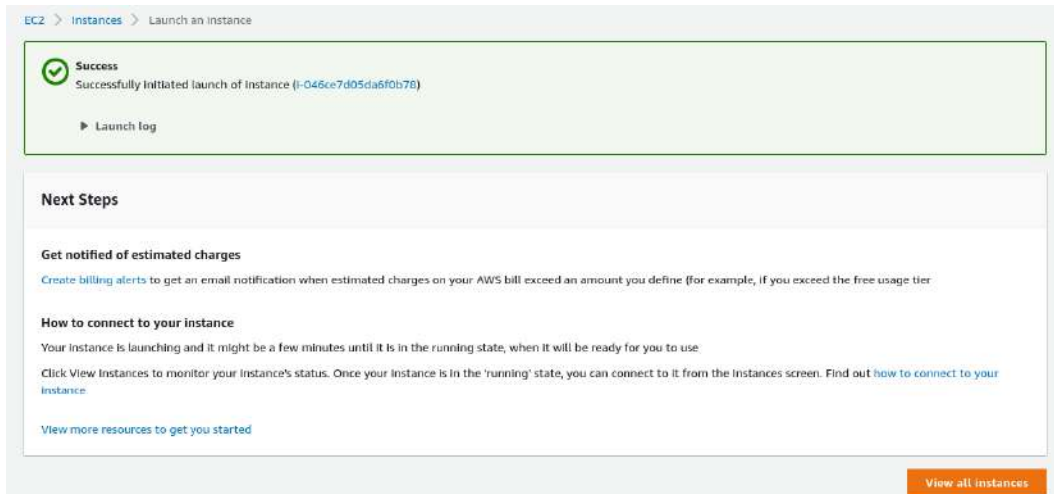 EC2 > Instances > Launch an instance
Success
Successfully initiated launch of instance (i-046ce7d05da6f0b78)
▶ Launch log
Next Steps
Get notified of estimated charges
Create billing alerts to get an email notification when estimated charges on your AWS bill exceed an amount you define (for example, if you exceed the free usage tier
How to connect to your instance
Your instance is launching and it might be a few minutes until it is in the running state, when it will be ready for you to use
Click View Instances to monitor your instance's status. Once your instance is in the 'running' state, you can connect to it from the Instances screen. Find out how to connect to your
instance
View more resources to get you started
View all instances